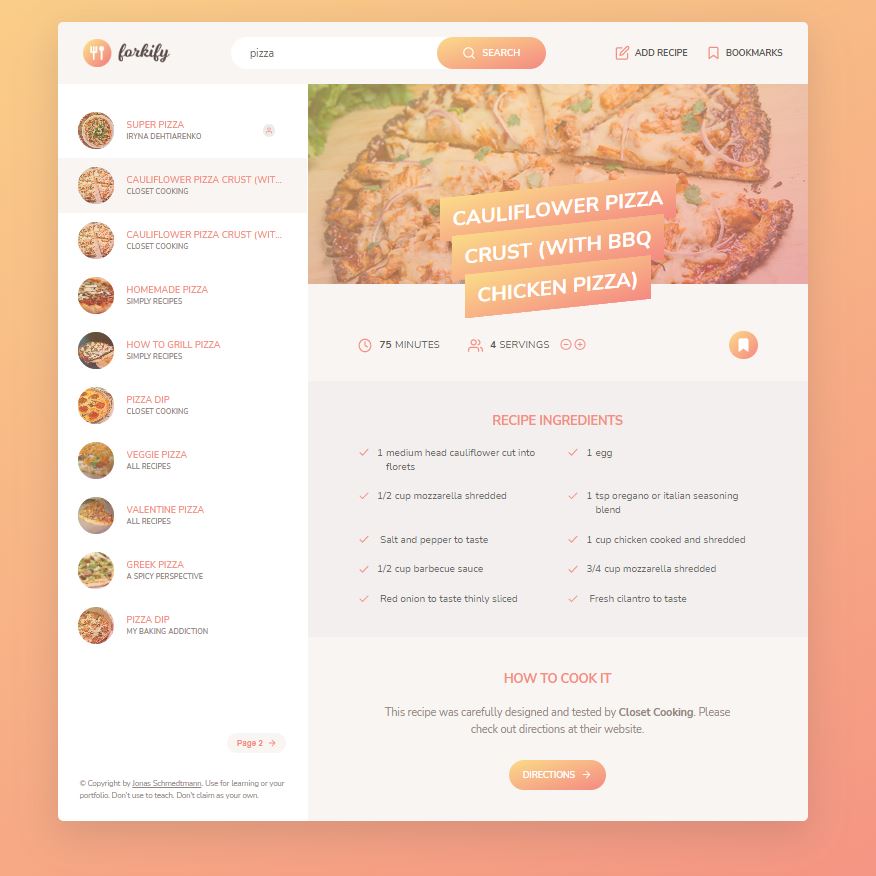 forkify
pizza
SEARCH
ADD RECIPE
BOOKMARKS
SUPER PIZZA
IRYNA DEHTIARENKO
CAULIFLOWER PIZZA CRUST (WIT...
CLOSET COOKING
CAULIFLOWER PIZZA CRUST (WIT...
CLOSET COOKING
HOMEMADE PIZZA
SIMPLY RECIPES
HOW TO GRILL PIZZA
SIMPLY RECIPES
PIZZA DIP
CLOSET COOKING
VEGGIE PIZZA
ALL RECIPES
VALENTINE PIZZA
ALL RECIPES
GREEK PIZZA
A SPICY PERSPECTIVE
PIZZA DIP
MY BAKING ADDICTION
Page 2
© Copyright by Jonas Schmedtmann. Use for learning or your
portfolio. Don't use to teach. Don't claim as your own.
CAULIFLOWER PIZZA
CRUST (WITH BBQ
CHICKEN PIZZA)
75 MINUTES
4 SERVINGS
RECIPE INGREDIENTS
1 medium head cauliflower cut into
florets
1 egg
1/2 cup mozzarella shredded
1 tsp oregano or italian seasoning
blend
Salt and pepper to taste
1 cup chicken cooked and shredded
1/2 cup barbecue sauce
3/4 cup mozzarella shredded
Red onion to taste thinly sliced
Fresh cilantro to taste
HOW TO COOK IT
This recipe was carefully designed and tested by Closet Cooking. Please
check out directions at their website.
DIRECTIONS